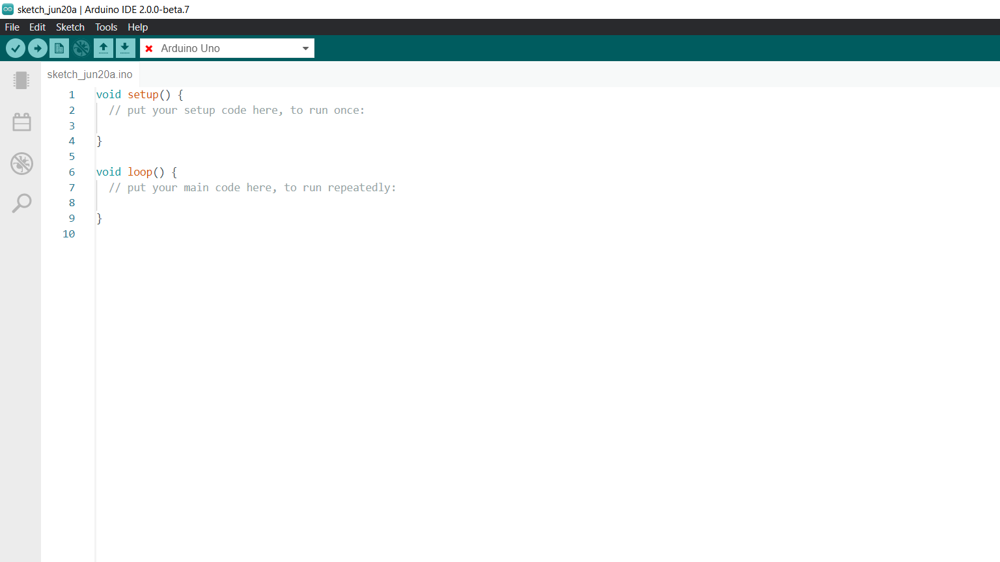 sketch_jun20a | Arduino IDE 2.0.0-beta.7
File Edit Sketch Tools Help
Arduino Uno
sketch_jun20a.ino
1 void setup() {
2   // put your setup code here, to run once:
3
4 }
5
6 void loop() {
7   // put your main code here, to run repeatedly:
8
9 }
10